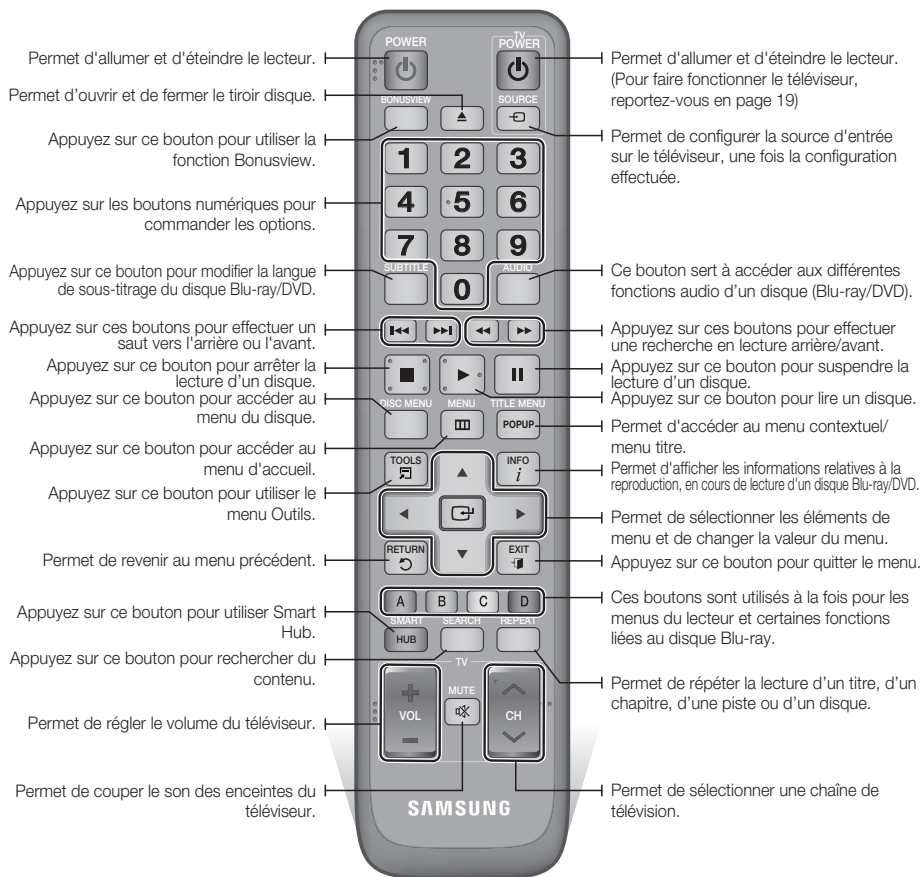 Permet d'allumer et d'éteindre le lecteur.
Permet d'ouvrir et de fermer le tiroir disque.
Appuyez sur ce bouton pour utiliser la
fonction Bonusview.
Appuyez sur les boutons numériques pour
commander les options.
Appuyez sur ce bouton pour modifier la langue
de sous-titrage du disque Blu-ray/DVD.
Appuyez sur ces boutons pour effectuer un
saut vers l'arrière ou l'avant.
Appuyez sur ce bouton pour arrêter la
lecture d'un disque.
Appuyez sur ce bouton pour accéder au
menu du disque.
Appuyez sur ce bouton pour accéder au
menu d'accueil.
Appuyez sur ce bouton pour utiliser le
menu Outils.
Permet de revenir au menu précédent.
Appuyez sur ce bouton pour utiliser Smart
Hub.
Appuyez sur ce bouton pour rechercher du
contenu.
Permet de régler le volume du téléviseur.
Permet de couper le son des enceintes du
téléviseur.
POWER
TV
POWER
BONUSVIEW
SOURCE
1 2 3
4 5 6
7 8 9
SUBTITLE
0
AUDIO
DISC MENU
MENU
TITLE MENU
POPUP
TOOLS
INFO
i
RETURN
EXIT
A B C D
SMART
HUB
SEARCH
REPEAT
TV
VOL
MUTE
CH
SAMSUNG
Permet d'allumer et d'éteindre le lecteur.
(Pour faire fonctionner le téléviseur,
reportez-vous en page 19)
Permet de configurer la source d'entrée
sur le téléviseur, une fois la configuration
effectuée.
Ce bouton sert à accéder aux différentes
fonctions audio d'un disque (Blu-ray/DVD).
Appuyez sur ces boutons pour effectuer
une recherche en lecture arrière/avant.
Appuyez sur ce bouton pour suspendre la
lecture d'un disque.
Appuyez sur ce bouton pour lire un disque.
Permet d'accéder au menu contextuel/
menu titre.
Permet d'afficher les informations relatives à la
reproduction, en cours de lecture d'un disque Blu-ray/DVD.
Permet de sélectionner les éléments de
menu et de changer la valeur du menu.
Appuyez sur ce bouton pour quitter le menu.
Ces boutons sont utilisés à la fois pour les
menus du lecteur et certaines fonctions
liées au disque Blu-ray.
Permet de répéter la lecture d'un titre, d'un
chapitre, d'une piste ou d'un disque.
Permet de sélectionner une chaîne de
télévision.